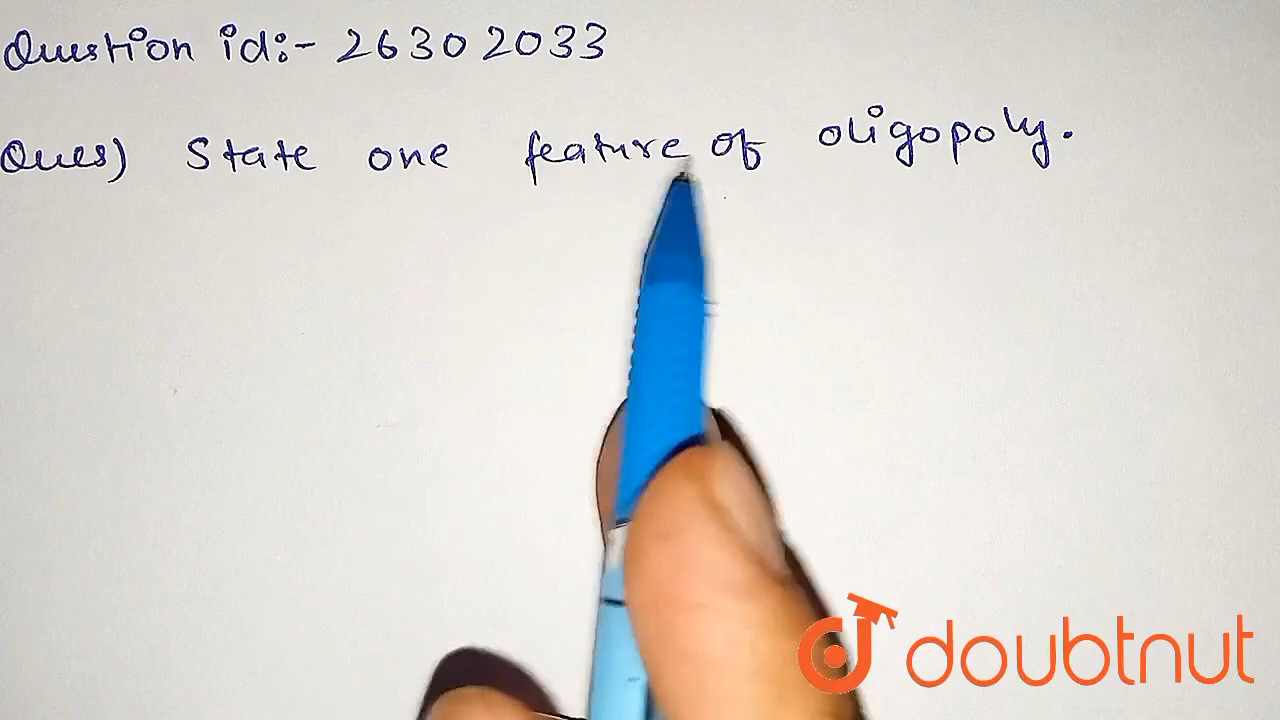 Question id:- 26302033
Ques) State one feature of oligopoly.
doubtnut